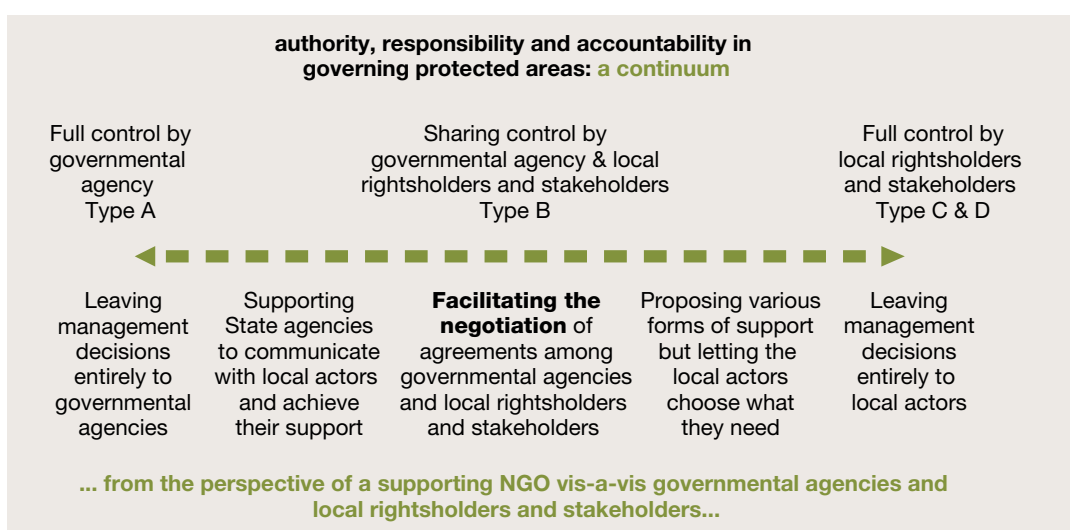 authority, responsibility and accountability in
governing protected areas: a continuum
Full control by
governmental
agency
Type A
Sharing control by
governmental agency & local
rightsholders and stakeholders
Type B
Full control by
local rightsholders
and stakeholders
Type C & D
Leaving
management
decisions
entirely to
governmental
agencies
Supporting
State agencies
to communicate
with local actors
and achieve
their support
Facilitating the
negotiation of
agreements among
governmental agencies
and local rightsholders
and stakeholders
Proposing various
forms of support
but letting the
local actors
choose what
they need
Leaving
management
decisions
entirely to
local actors
... from the perspective of a supporting NGO vis-a-vis governmental agencies and
local rightsholders and stakeholders...